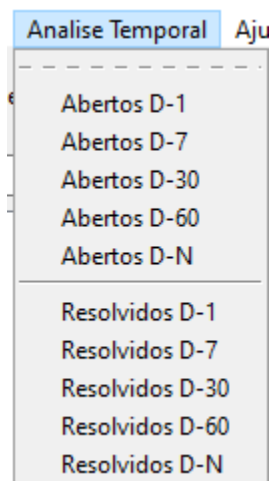 Analise Temporal Aju
Abertos D-1
Abertos D-7
Abertos D-30
Abertos D-60
Abertos D-N
Resolvidos D-1
Resolvidos D-7
Resolvidos D-30
Resolvidos D-60
Resolvidos D-N